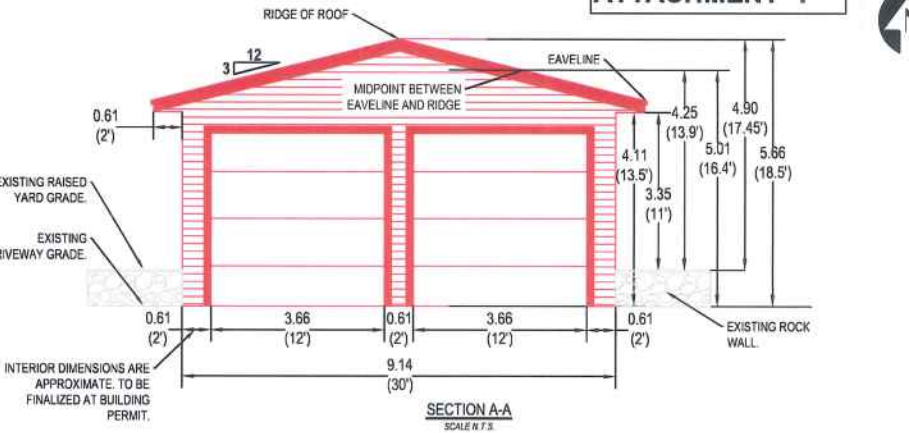 RIDGE OF ROOF
12
3
EAVELINE
MIDPOINT BETWEEN
EAVELINE AND RIDGE
0.61
(2')
4.25
(13.9')
4.90
(17.45')
4.11
(13.5')
5.01
(16.4')
5.66
(18.5')
3.35
(11')
EXISTING RAISED
YARD GRADE.
EXISTING
RIVEWAY GRADE.
0.61
(2')
3.66
(12')
0.61
(2')
3.66
(12')
0.61
(2')
EXISTING ROCK
WALL.
INTERIOR DIMENSIONS ARE
APPROXIMATE. TO BE
FINALIZED AT BUILDING
PERMIT.
9.14
(30')
SECTION A-A
SCALE N.T.S.